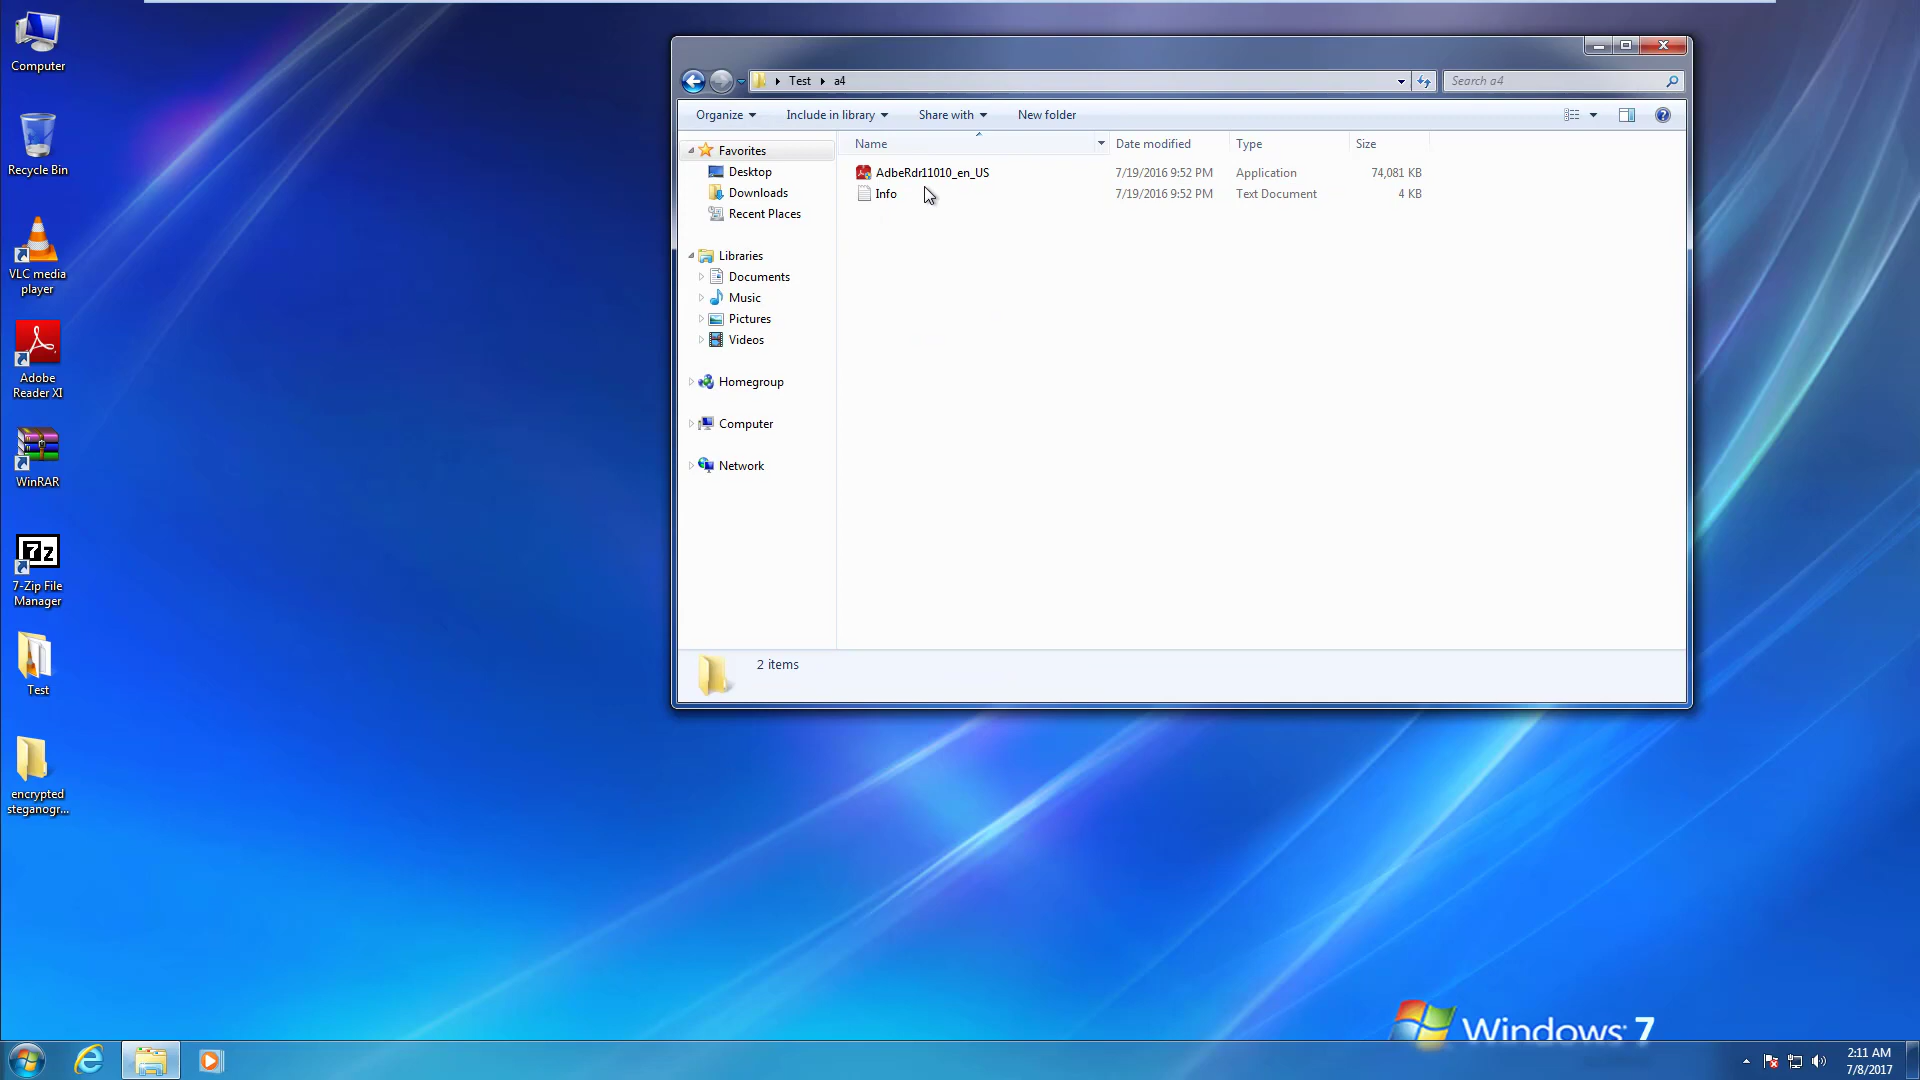 Computer
Recycle Bin
VLC media
player
Adobe
Reader XI
WinRAR
7-Zip File
Manager
Test
encrypted
steganogr...
Test
a4
Search a4
Organize
Include in library
Share with
New folder
Favorites
Desktop
Downloads
Recent Places
Libraries
Documents
Music
Pictures
Videos
Homegroup
Computer
Network
Name Date modified Type Size
AdbeRdr11010_en_US 7/19/2016 9:52 PM Application 74,081 KB
Info 7/19/2016 9:52 PM Text Document 4 KB
2 items
Windows 7
2:11 AM
7/8/2017